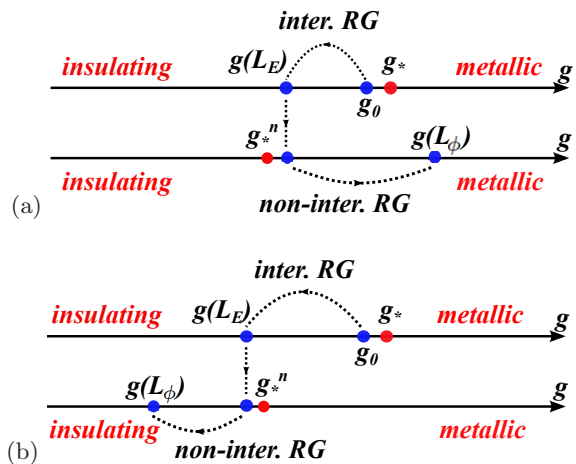 inter. RG
insulating g(L_E) g_* metallic g
g_0
g_*^n g(L_ϕ) g
insulating metallic
non-inter. RG
(a)
inter. RG
insulating g(L_E) g_* metallic g
g_0
g(L_ϕ) g_*^n g
insulating metallic
non-inter. RG
(b)